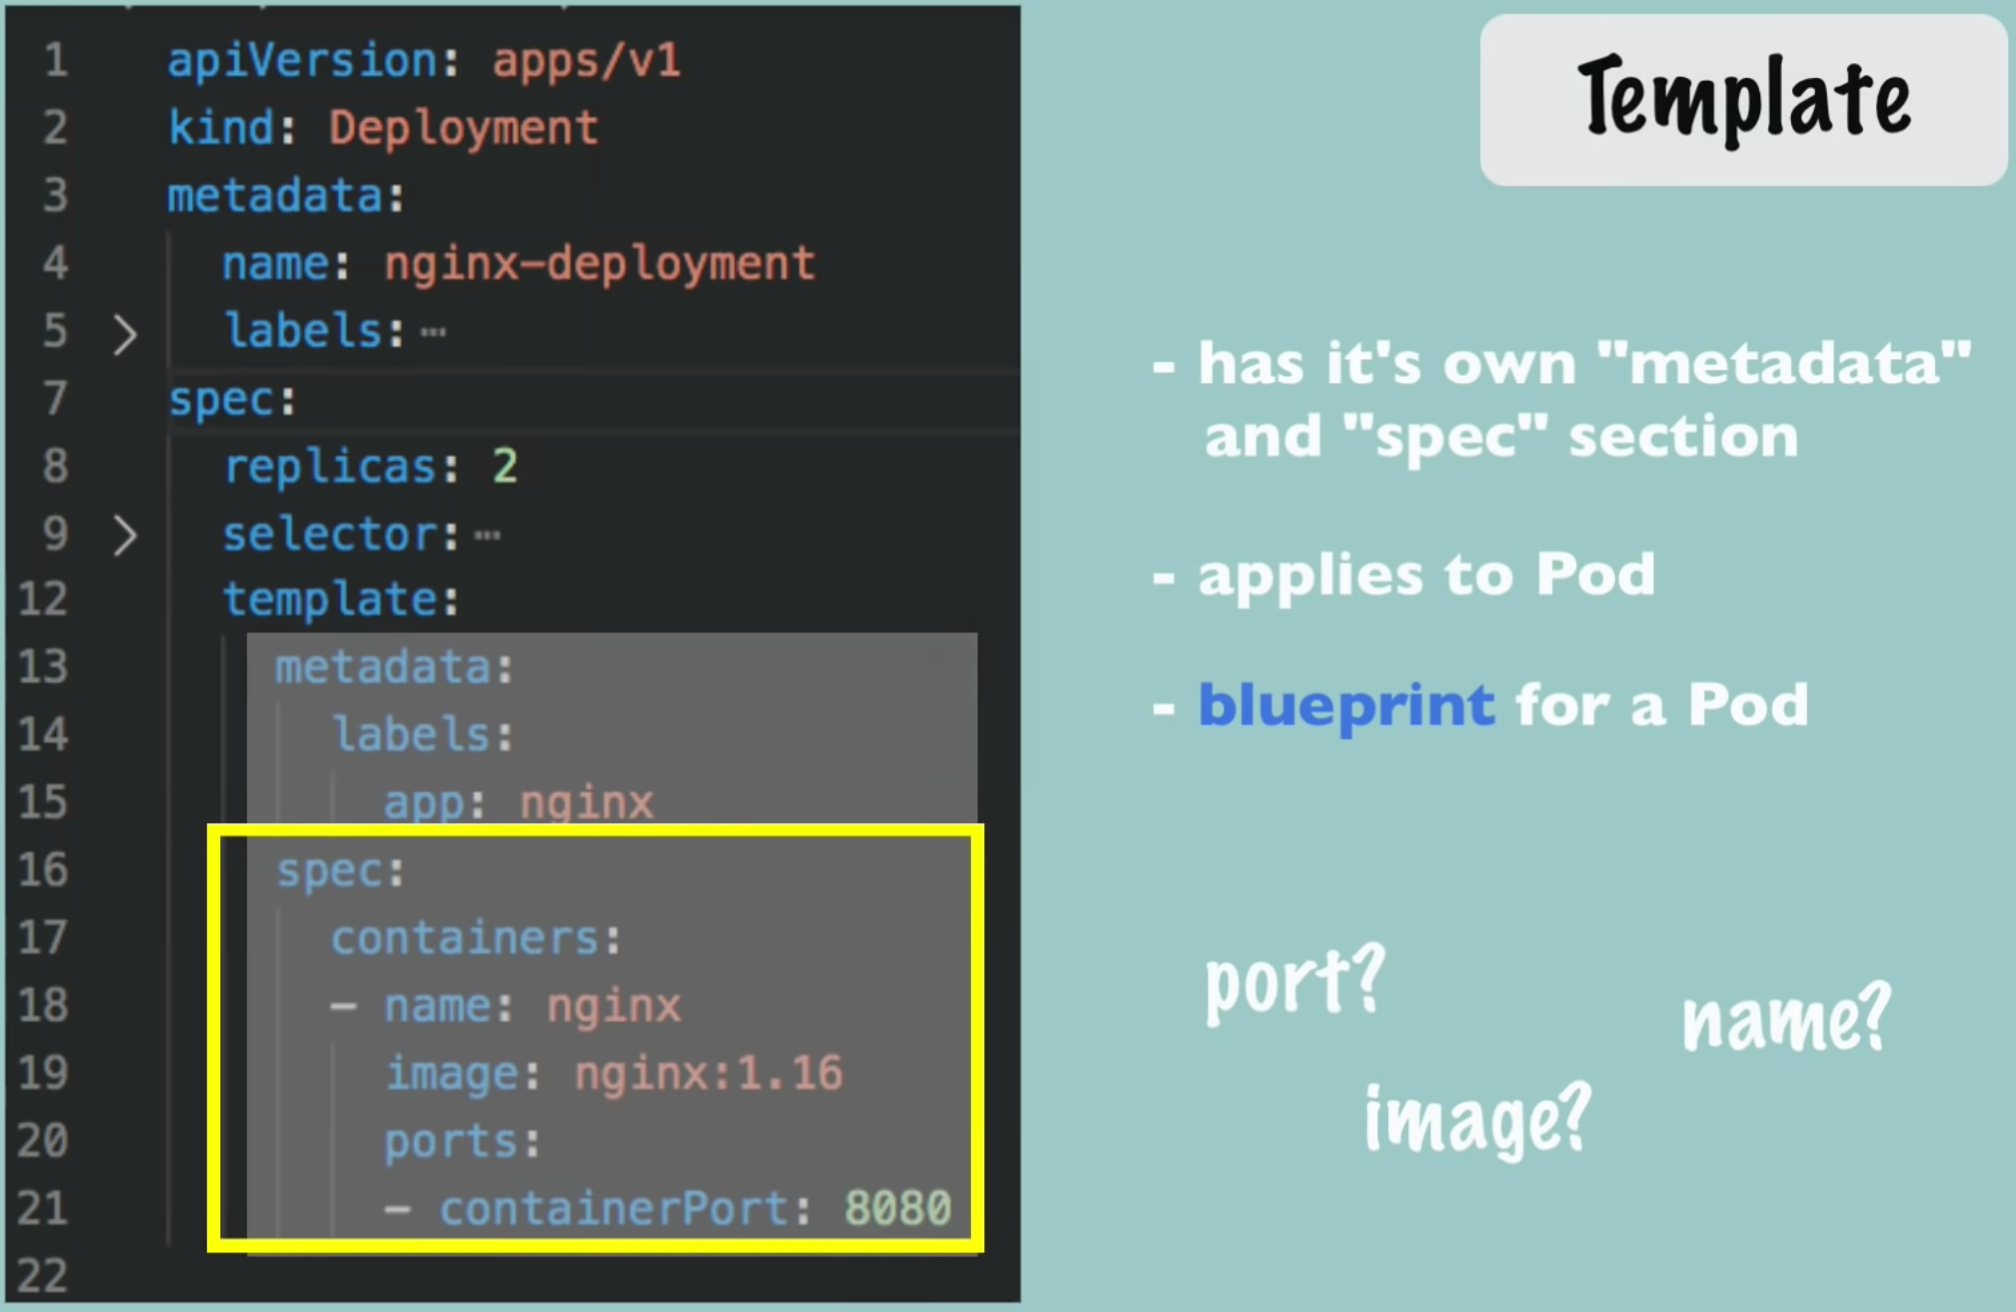 1 apiVersion: apps/v1
2 kind: Deployment
3 metadata:
4 name: nginx-deployment
5 labels:…
7 spec:
8 replicas: 2
9 selector:…
12 template:
13 metadata:
14 labels:
15 app: nginx
16 spec:
17 containers:
18 - name: nginx
19 image: nginx:1.16
20 ports:
21 - containerPort: 8080
22
Template
- has it's own "metadata"
and "spec" section
- applies to Pod
- blueprint for a Pod
port?
name?
image?